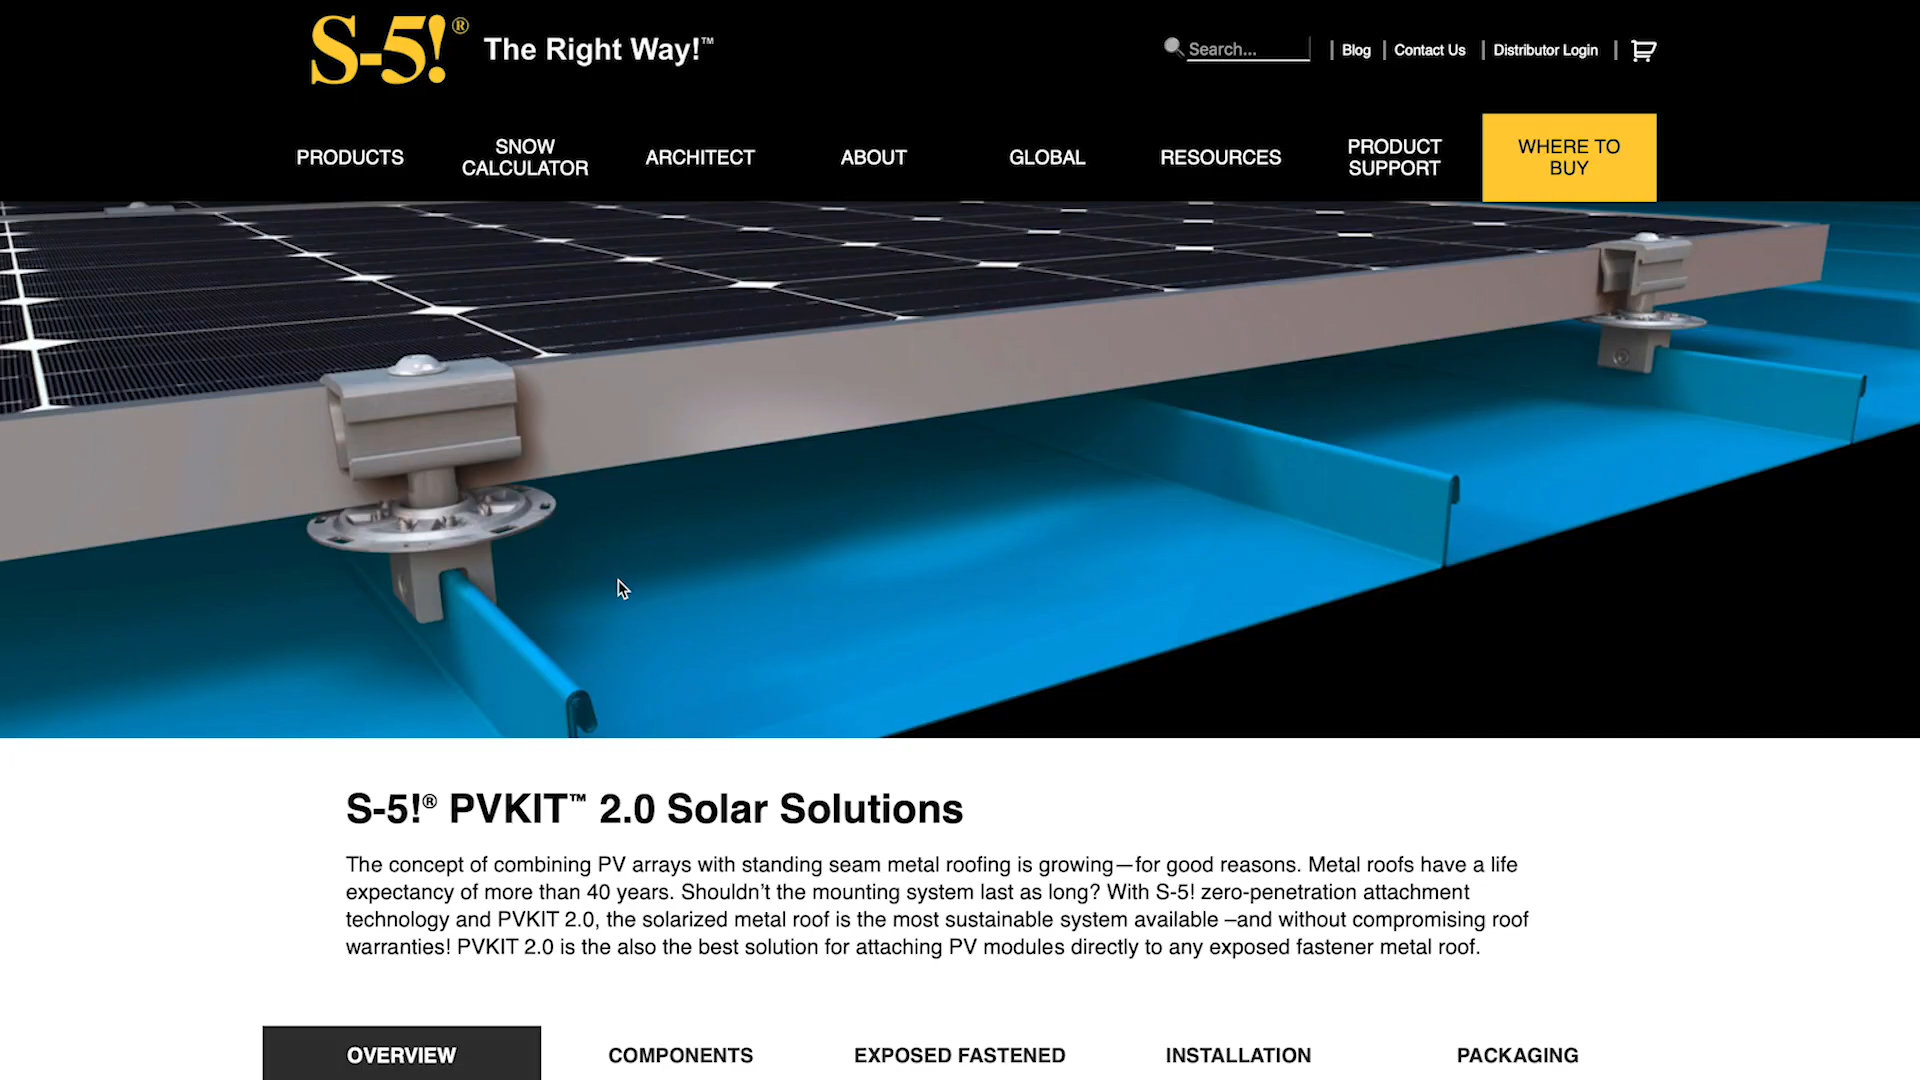 S-5!® The Right Way!™
Search...
Blog
Contact Us
Distributor Login
PRODUCTS
SNOW
CALCULATOR
ARCHITECT
ABOUT
GLOBAL
RESOURCES
PRODUCT
SUPPORT
WHERE TO
BUY
S-5!® PVKIT™ 2.0 Solar Solutions
The concept of combining PV arrays with standing seam metal roofing is growing—for good reasons. Metal roofs have a life
expectancy of more than 40 years. Shouldn’t the mounting system last as long? With S-5! zero-penetration attachment
technology and PVKIT 2.0, the solarized metal roof is the most sustainable system available –and without compromising roof
warranties! PVKIT 2.0 is the also the best solution for attaching PV modules directly to any exposed fastener metal roof.
OVERVIEW
COMPONENTS
EXPOSED FASTENED
INSTALLATION
PACKAGING